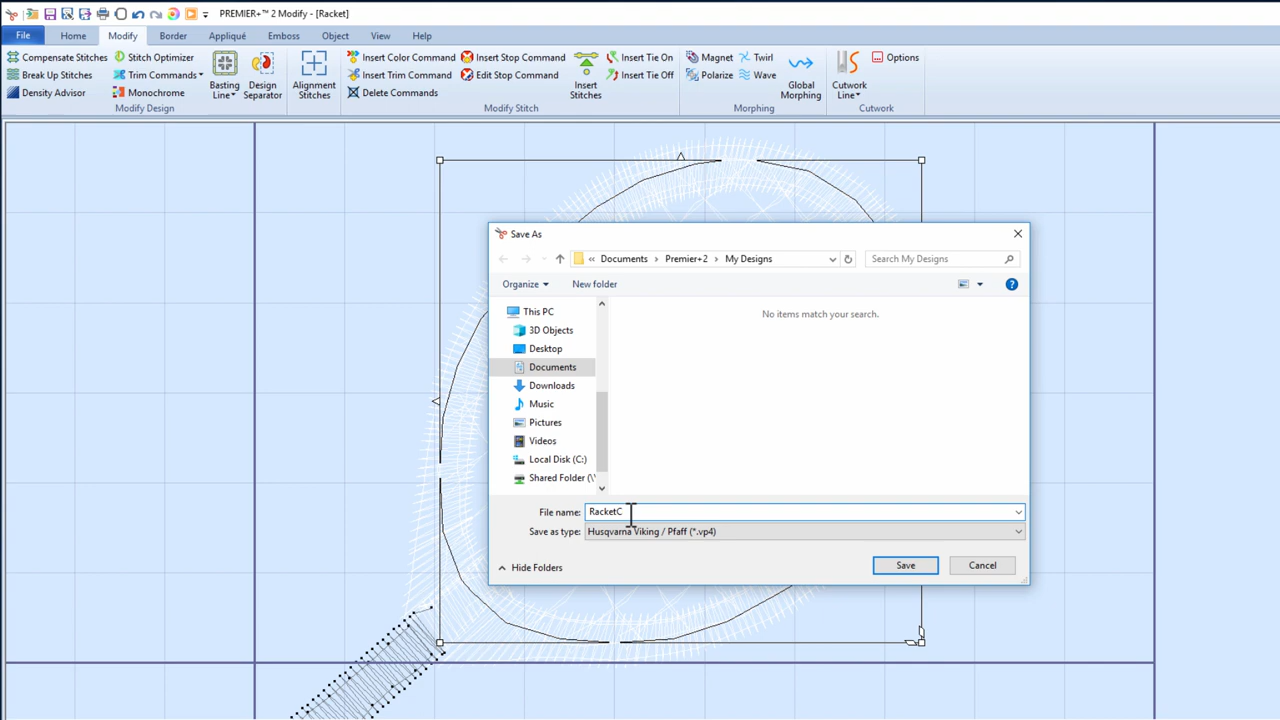 PREMIER+™ 2 Modify - [Racket]
File Home Modify Border Appliqué Emboss Object View Help
Compensate Stitches Stitch Optimizer Insert Color Command Insert Stop Command Insert Tie On Magnet Twirl Options
Break Up Stitches Trim Commands Insert Trim Command Edit Stop Command Insert Tie Off Polarize Wave
Density Advisor Monochrome Basting Line Design Separator Alignment Stitches Delete Commands Insert Stitches Global Morphing Cutwork Line
Modify Design Modify Stitch Morphing Cutwork
Save As
« Documents > Premier+2 > My Designs Search My Designs
Organize New folder
This PC No items match your search.
3D Objects
Desktop
Documents
Downloads
Music
Pictures
Videos
Local Disk (C:)
Shared Folder (\\
File name: RacketC
Save as type: Husqvarna Viking / Pfaff (*.vp4)
Hide Folders Save Cancel